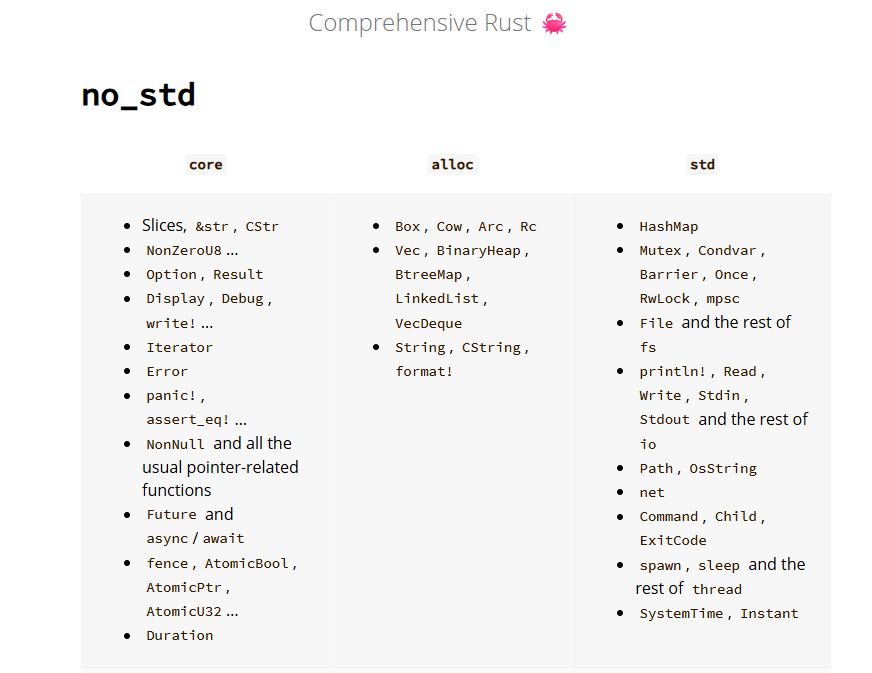 Comprehensive Rust 🦀
no_std
core
alloc
std
Slices, &str, CStr
NonZeroU8 ...
Option, Result
Display, Debug,
write! ...
Iterator
Error
panic!,
assert_eq! ...
NonNull and all the
usual pointer-related
functions
Future and
async / await
fence, AtomicBool,
AtomicPtr,
AtomicU32 ...
Duration
Box, Cow, Arc, Rc
Vec, BinaryHeap,
BtreeMap,
LinkedList,
VecDeque
String, CString,
format!
HashMap
Mutex, Condvar,
Barrier, Once,
RwLock, mpsc
File and the rest of
fs
println!, Read,
Write, Stdin,
Stdout and the rest of
io
Path, OsString
net
Command, Child,
ExitCode
spawn, sleep and the
rest of thread
SystemTime, Instant